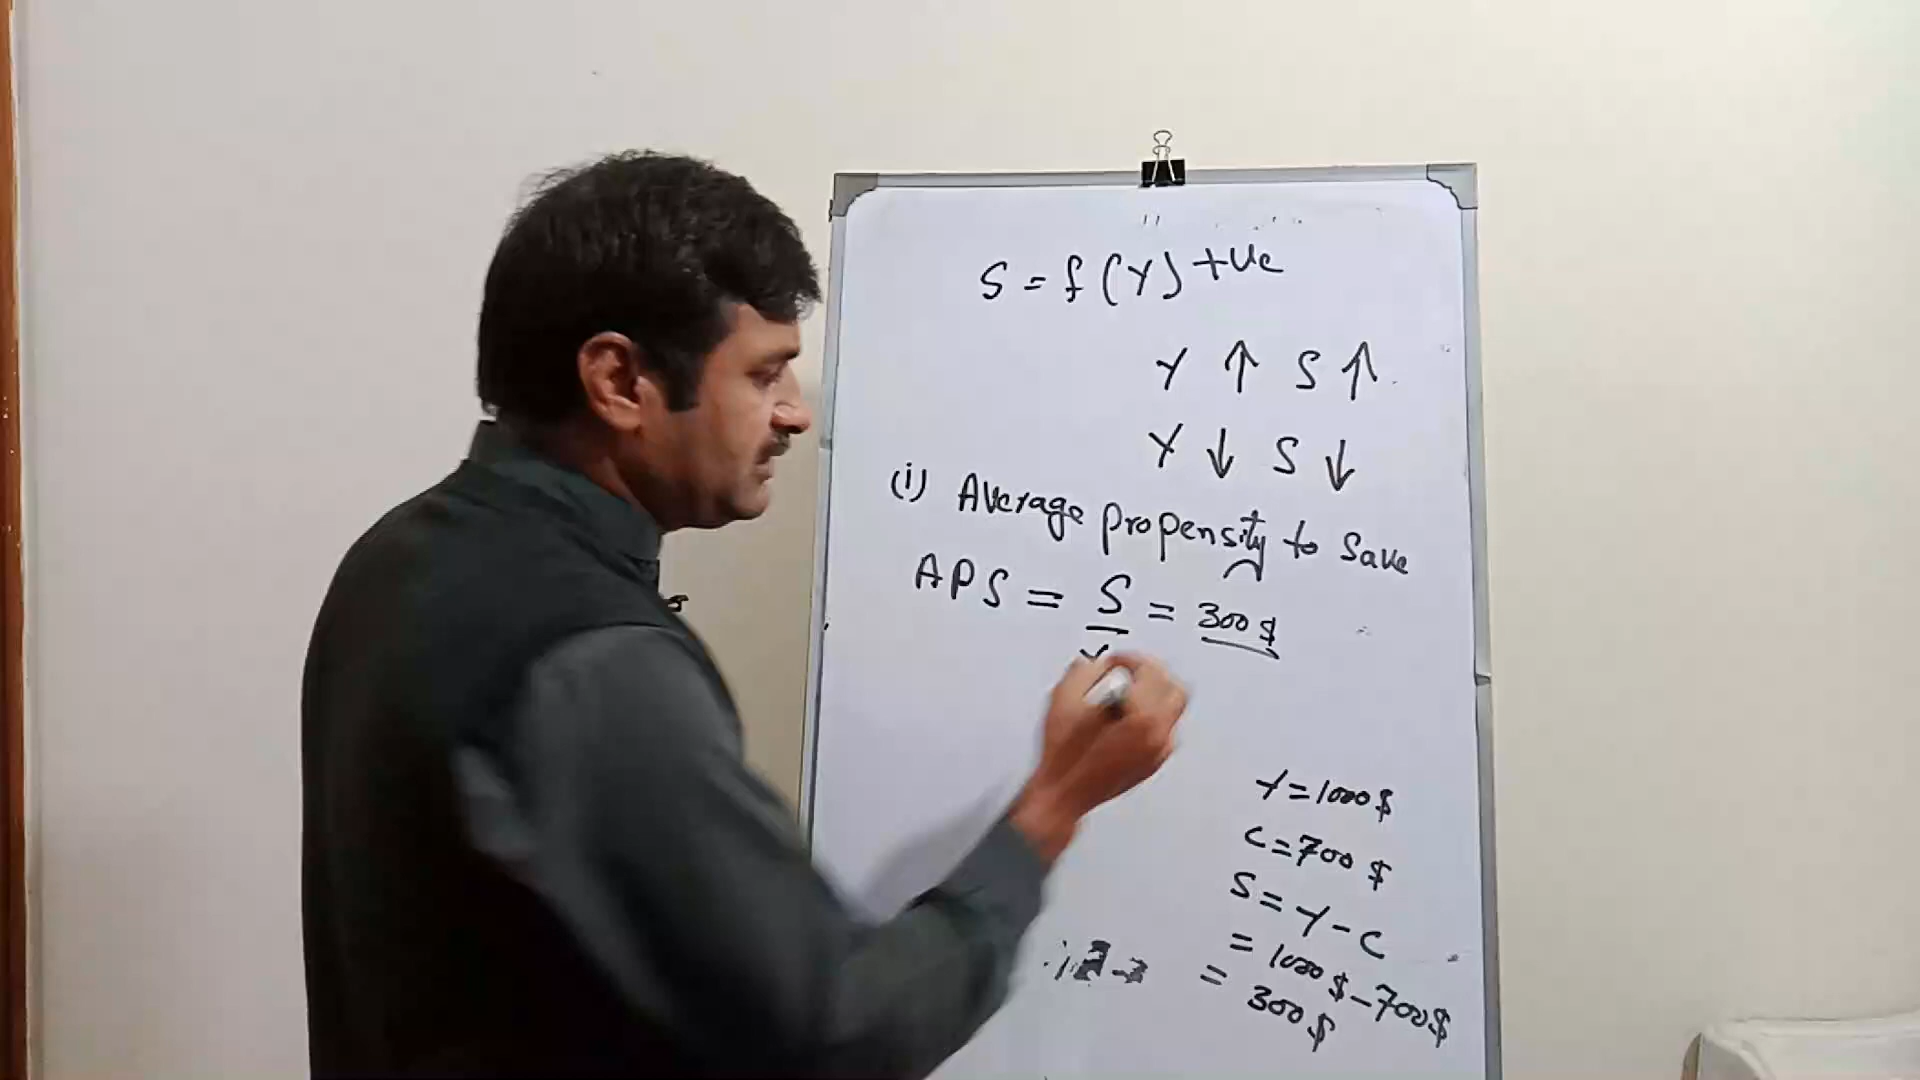 S = f (Y) +ve
Y ↑ S ↑
Y ↓ S ↓
(i) Average propensity to Save
APS = S/Y = 300 $
Y = 1000 $
C = 700 $
S = Y - C
= 1000 $ - 700 $
= 300 $